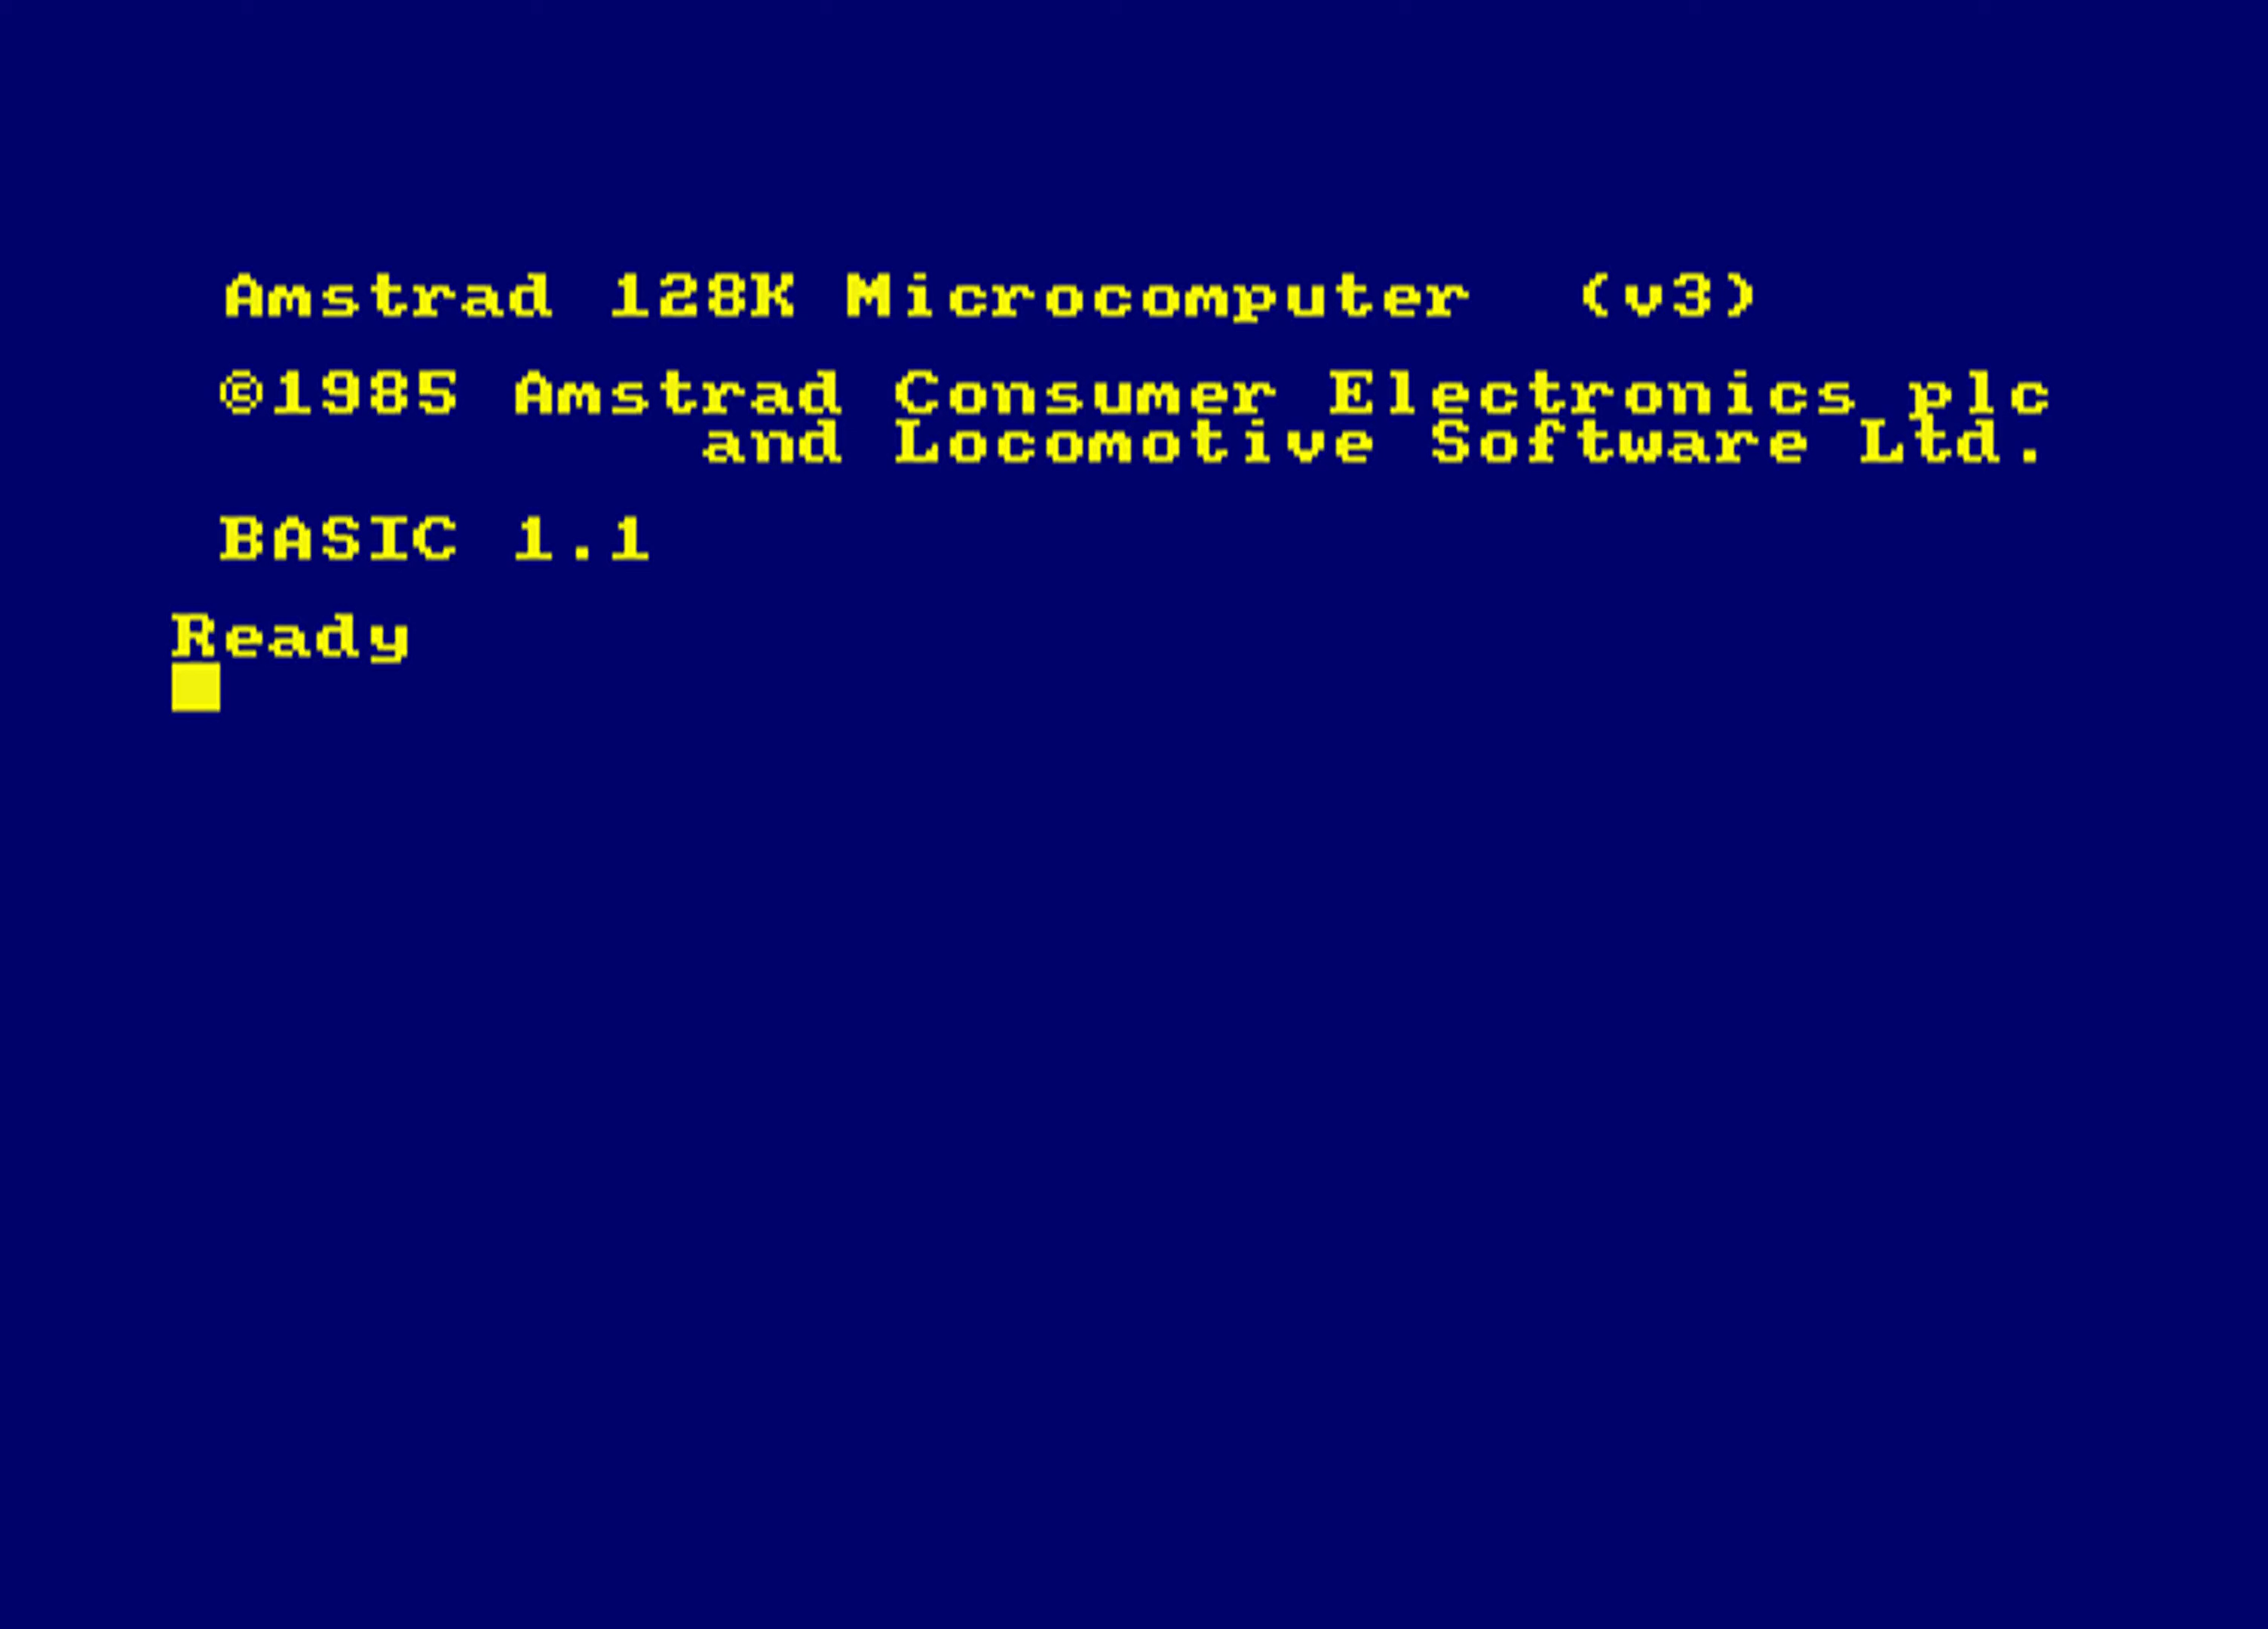 Amstrad 128K Microcomputer  (v3)
©1985 Amstrad Consumer Electronics plc
and Locomotive Software Ltd.
BASIC 1.1
Ready